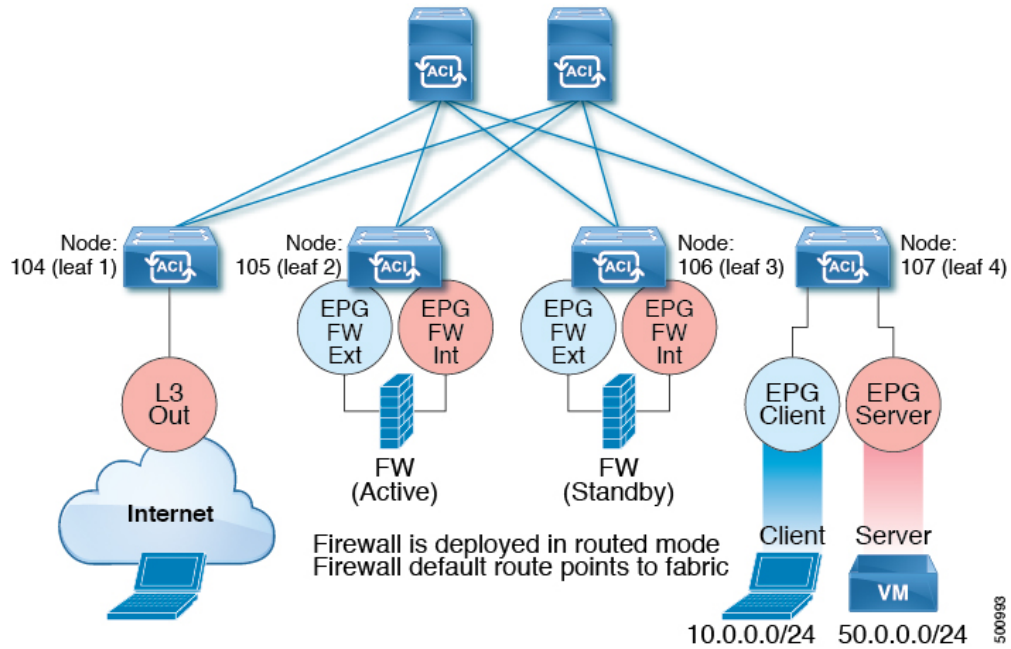 ACI
ACI
Node:
104 (leaf 1)
ACI
Node:
105 (leaf 2)
ACI
ACI
Node:
106 (leaf 3)
ACI
Node:
107 (leaf 4)
EPG
FW
Ext
EPG
FW
Int
EPG
FW
Ext
EPG
FW
Int
L3
Out
EPG
Client
EPG
Server
FW
(Active)
FW
(Standby)
Internet
Firewall is deployed in routed mode
Firewall default route points to fabric
Client
Server
VM
10.0.0.0/24
50.0.0.0/24
500993